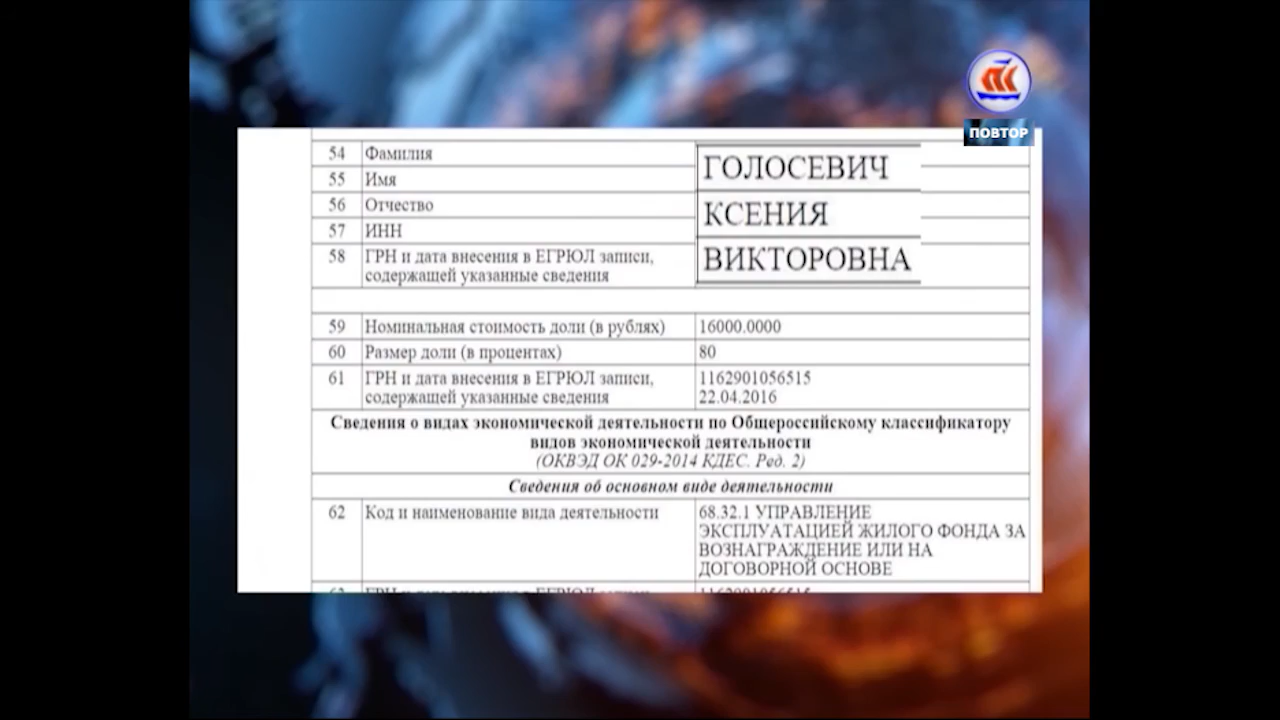 ПОВТОР
54 Фамилия ГОЛОСЕВИЧ
55 Имя КСЕНИЯ
56 Отчество ВИКТОРОВНА
57 ИНН
58 ГРН и дата внесения в ЕГРЮЛ записи,
содержащей указанные сведения
59 Номинальная стоимость доли (в рублях) 16000.0000
60 Размер доли (в процентах) 80
61 ГРН и дата внесения в ЕГРЮЛ записи, 1162901056515
содержащей указанные сведения 22.04.2016
Сведения о видах экономической деятельности по Общероссийскому классификатору
видов экономической деятельности
(ОКВЭД ОК 029-2014 КДЕС. Ред. 2)
Сведения об основном виде деятельности
62 Код и наименование вида деятельности 68.32.1 УПРАВЛЕНИЕ
ЭКСПЛУАТАЦИЕЙ ЖИЛОГО ФОНДА ЗА
ВОЗНАГРАЖДЕНИЕ ИЛИ НА
ДОГОВОРНОЙ ОСНОВЕ